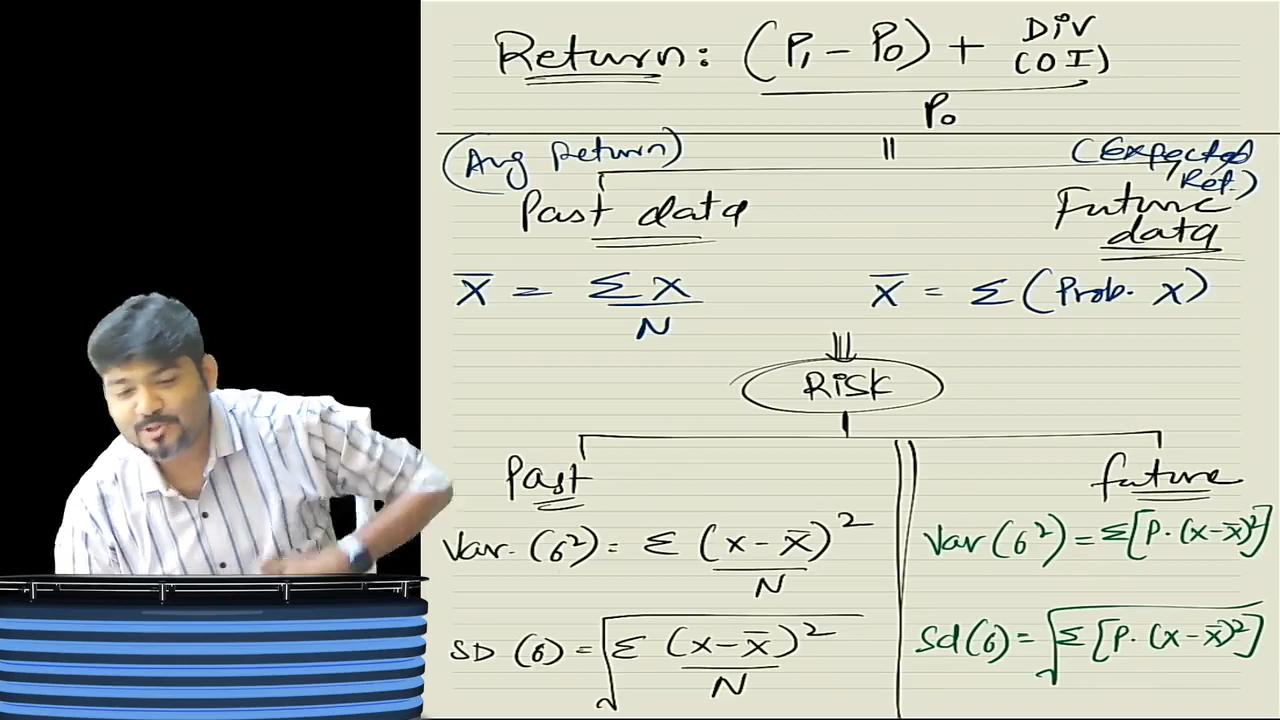 Return: (P₁ - P₀) + Div (OI)
P₀
(Avg Return) (Expected Ret.)
Past data Future data
X̄ = Σ X / N X̄ = Σ (Prob. X)
Risk
Past future
Var. (σ²) = Σ (x - x̄)² / N Var (σ²) = Σ [P. (x - x̄)²]
SD (σ) = √ Σ (x - x̄)² / N Sd (σ) = √ Σ [P. (x - x̄)²]